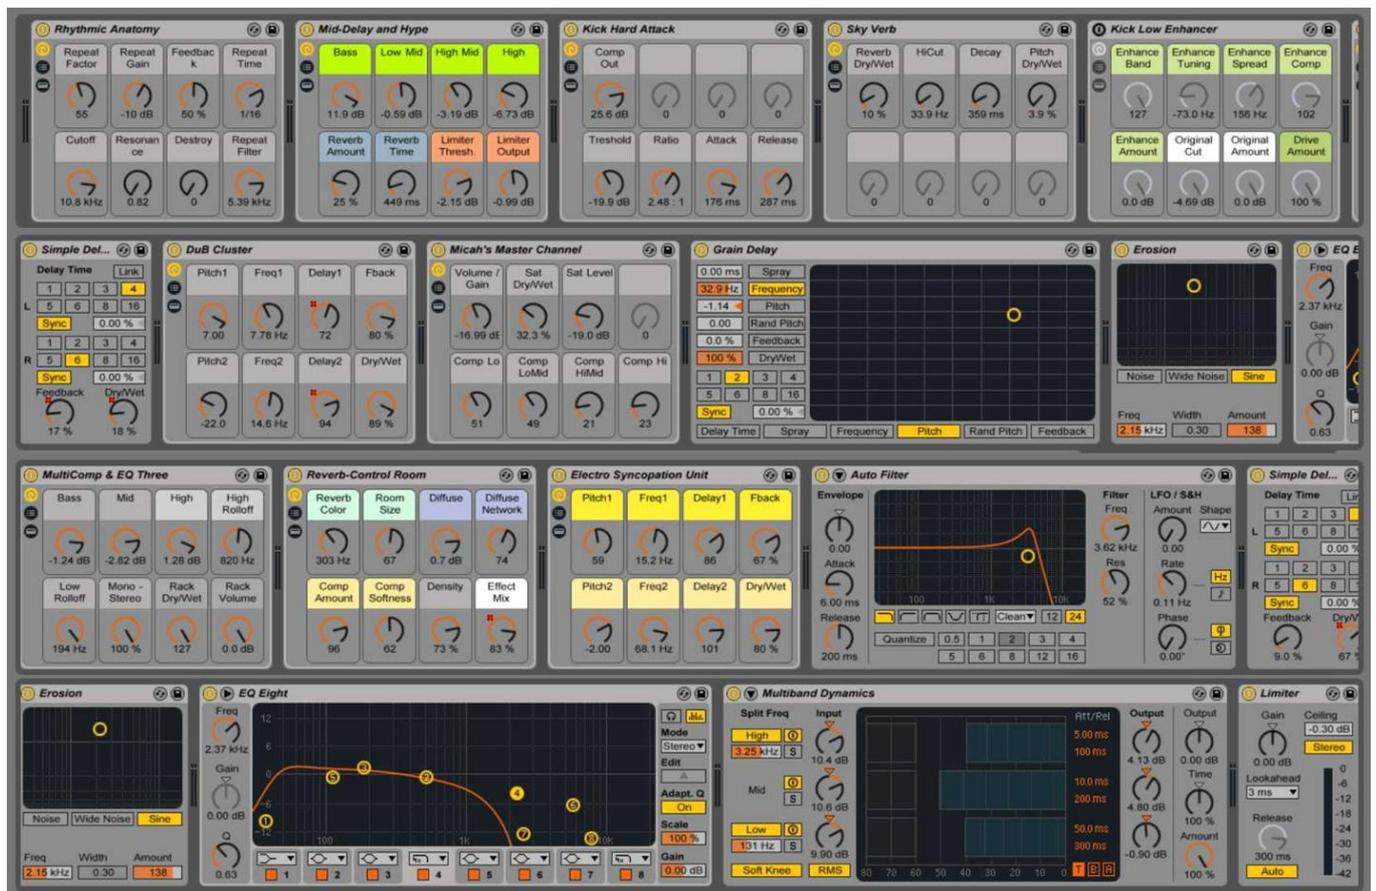 Rhythmic Anatomy
Repeat Factor Repeat Gain Feedbac k Repeat Time
55 -10 dB 50 % 1/16
Cutoff Resonan ce Destroy Repeat Filter
10.8 kHz 0.82 0 5.39 kHz
Mid-Delay and Hype
Bass Low Mid High Mid High
11.9 dB -0.59 dB -3.19 dB -6.73 dB
Reverb Amount Reverb Time Limiter Thresh. Limiter Output
25 % 449 ms -2.15 dB -0.99 dB
Kick Hard Attack
Comp Out
25.6 dB 0 0 0
Treshold Ratio Attack Release
-19.9 dB 2.48 : 1 176 ms 287 ms
Sky Verb
Reverb Dry/Wet HiCut Decay Pitch Dry/Wet
10 % 33.9 Hz 359 ms 3.9 %
0 0 0 0
Kick Low Enhancer
Enhance Band Enhance Tuning Enhance Spread Enhance Comp
127 -73.0 Hz 156 Hz 102
Enhance Amount Original Cut Original Amount Drive Amount
0.0 dB -4.69 dB 0.0 dB 100 %
Simple Del...
Delay Time Link
1 2 3 4
L 5 6 8 16
Sync 0.00 %
1 2 3 4
R 5 6 8 16
Sync 0.00 %
Feedback Dry/Wet
17 % 18 %
DuB Cluster
Pitch1 Freq1 Delay1 Fback
7.00 7.78 Hz 72 80 %
Pitch2 Freq2 Delay2 Dry/Wet
-22.0 14.6 Hz 94 89 %
Micah's Master Channel
Volume / Gain Sat Dry/Wet Sat Level
-16.99 dE 32.3 % -19.0 dB 0
Comp Lo Comp LoMid Comp HiMid Comp Hi
51 49 21 23
Grain Delay
0.00 ms Spray
32.9 Hz Frequency
-1.14 Pitch
0.00 Rand Pitch
0.0 % Feedback
100 % DryWet
1 2 3 4
5 6 8 16
Sync 0.00 %
Delay Time Spray Frequency Pitch Rand Pitch Feedback
Erosion
Noise Wide Noise Sine
Freq Width Amount
2.15 kHz 0.30 138
EQ E
Freq
2.37 kHz
Gain
0.00 dB
Q
0.63
MultiComp & EQ Three
Bass Mid High High Rolloff
-1.24 dB -2.82 dB 1.28 dB 820 Hz
Low Rolloff Mono - Stereo Rack Dry/Wet Rack Volume
194 Hz 100 % 127 0.0 dB
Reverb-Control Room
Reverb Color Room Size Diffuse Diffuse Network
303 Hz 67 0.7 dB 74
Comp Amount Comp Softness Density Effect Mix
96 62 73 % 83 %
Electro Syncopation Unit
Pitch1 Freq1 Delay1 Fback
59 15.2 Hz 86 67 %
Pitch2 Freq2 Delay2 Dry/Wet
-2.00 68.1 Hz 101 80 %
Auto Filter
Envelope
0.00
Attack
6.00 ms
Release
200 ms
100 1k 10k
Clean 12 24
Quantize 0.5 1 2 3 4
5 6 8 12 16
Filter
Freq
3.62 kHz
Res
52 %
LFO / S&H
Amount Shape
0.00
Rate
Hz
0.11 Hz
Phase
0.00°
Simple Del...
Delay Time Lir
1 2 3
L 5 6 8
Sync 0.00 %
1 2 3
R 5 6 8
Sync 0.00 %
Feedback Dry/V
9.0 % 67 %
Erosion
Noise Wide Noise Sine
Freq Width Amount
2.15 kHz 0.30 138
EQ Eight
Freq
2.37 kHz
Gain
0.00 dB
Q
0.63
12
6
0
-6
-12
100 1k 10k
1 2 3 4 5 6 7 8
1 2 3 4 5 6 7 8
Mode
Stereo
Edit
A
Adapt. Q
On
Scale
100 %
Gain
0.00 dB
Multiband Dynamics
Split Freq Input
High
3.25 kHz S 10.4 dB
Mid S 10.6 dB
Low
131 Hz S 9.90 dB
Soft Knee RMS
80 70 60 50 40 30 20 10 0
Att/Rel
5.00 ms
100 ms
10.0 ms
200 ms
50.0 ms
300 ms
T B A
Output
4.13 dB
4.80 dB
-0.90 dB
Output
0.00 dB
Time
100 %
Amount
100 %
Limiter
Gain Ceiling
-0.30 dB
0.00 dB Stereo
Lookahead
3 ms
Release
300 ms
Auto
0
-6
-12
-18
-24
-30
-36
-42